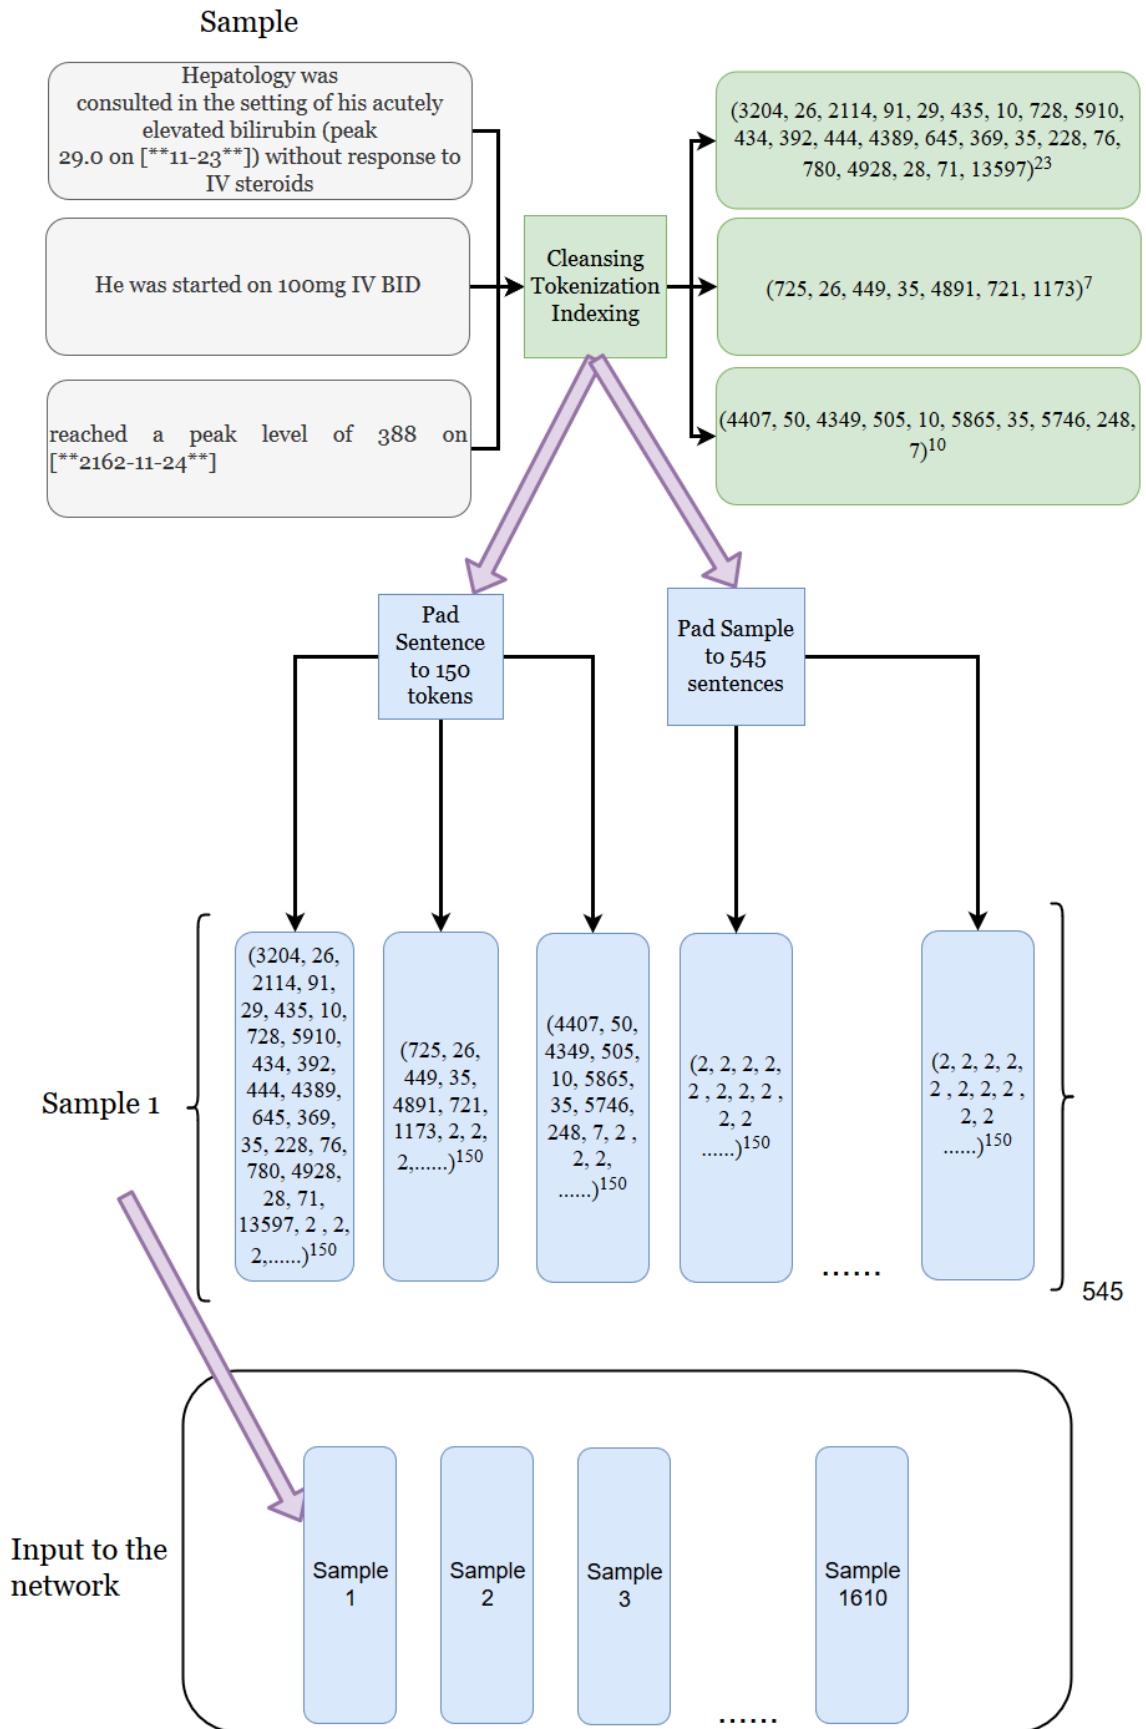 Sample
Hepatology was
consulted in the setting of his acutely
elevated bilirubin (peak
29.0 on [**11-23**]) without response to
IV steroids
He was started on 100mg IV BID
reached a peak level of 388 on
[**2162-11-24**]
Cleansing
Tokenization
Indexing
(3204, 26, 2114, 91, 29, 435, 10, 728, 5910,
434, 392, 444, 4389, 645, 369, 35, 228, 76,
780, 4928, 28, 71, 13597)23
(725, 26, 449, 35, 4891, 721, 1173)7
(4407, 50, 4349, 505, 10, 5865, 35, 5746, 248,
7)10
Pad
Sentence
to 150
tokens
Pad Sample
to 545
sentences
Sample 1
(3204, 26,
2114, 91,
29, 435, 10,
728, 5910,
434, 392,
444, 4389,
645, 369,
35, 228, 76,
780, 4928,
28, 71,
13597, 2 , 2,
2,......)150
(725, 26,
449, 35,
4891, 721,
1173, 2, 2,
2,......)150
(4407, 50,
4349, 505,
10, 5865,
35, 5746,
248, 7, 2 ,
2, 2,
......)150
(2, 2, 2, 2,
2 , 2, 2, 2 ,
2, 2
......)150
......
(2, 2, 2, 2,
2 , 2, 2, 2 ,
2, 2
......)150
545
Input to the
network
Sample
1
Sample
2
Sample
3
......
Sample
1610